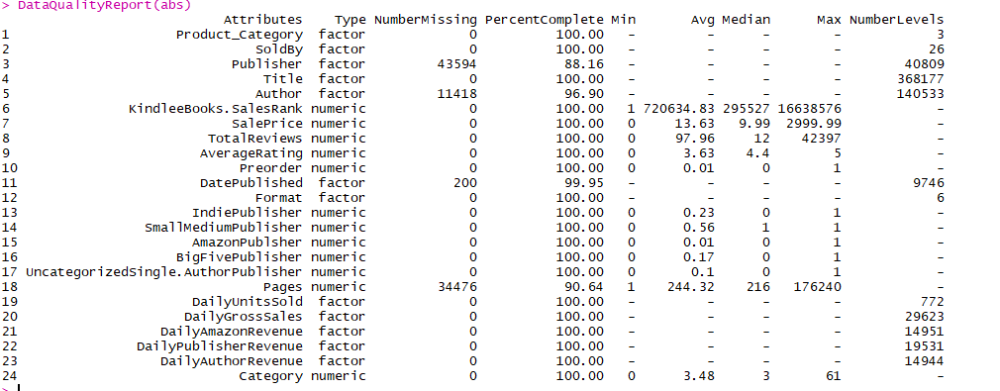 > DataQualityReport(abs)
Attributes Type NumberMissing PercentComplete Min Avg Median Max NumberLevels
1 Product_Category factor 0 100.00 - - - - 3
2 SoldBy factor 0 100.00 - - - - 26
3 Publisher factor 43594 88.16 - - - - 40809
4 Title factor 0 100.00 - - - - 368177
5 Author factor 11418 96.90 - - - - 140533
6 KindleeBooks.SalesRank numeric 0 100.00 1 720634.83 295527 16638576 -
7 SalePrice numeric 0 100.00 0 13.63 9.99 2999.99 -
8 TotalReviews numeric 0 100.00 0 97.96 12 42397 -
9 AverageRating numeric 0 100.00 0 3.63 4.4 5 -
10 Preorder numeric 0 100.00 0 0.01 0 1 -
11 DatePublished factor 200 99.95 - - - - 9746
12 Format factor 0 100.00 - - - - 6
13 IndiePublisher numeric 0 100.00 0 0.23 0 1 -
14 SmallMediumPublisher numeric 0 100.00 0 0.56 1 1 -
15 AmazonPublsher numeric 0 100.00 0 0.01 0 1 -
16 BigFivePublisher numeric 0 100.00 0 0.17 0 1 -
17 UncategorizedSingle.AuthorPublisher numeric 0 100.00 0 0.1 0 1 -
18 Pages numeric 34476 90.64 1 244.32 216 176240 -
19 DailyUnitsSold factor 0 100.00 - - - - 772
20 DailyGrossSales factor 0 100.00 - - - - 29623
21 DailyAmazonRevenue factor 0 100.00 - - - - 14951
22 DailyPublisherRevenue factor 0 100.00 - - - - 19531
23 DailyAuthorRevenue factor 0 100.00 - - - - 14944
24 Category numeric 0 100.00 0 3.48 3 61 -
>